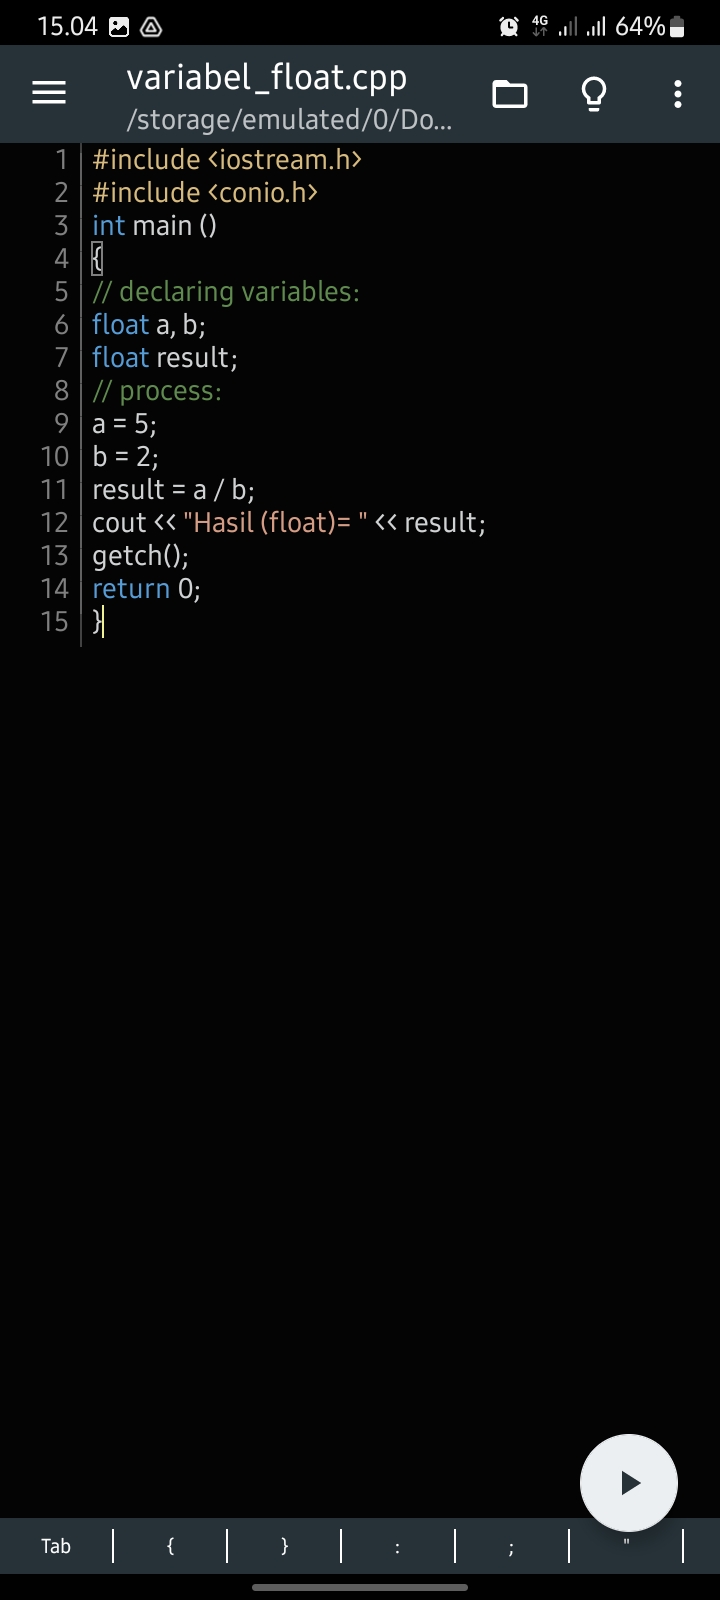 15.04 4G 64%
variabel_float.cpp
/storage/emulated/0/Do...
1 #include <iostream.h>
2 #include <conio.h>
3 int main ()
4 {
5 // declaring variables:
6 float a, b;
7 float result;
8 // process:
9 a = 5;
10 b = 2;
11 result = a / b;
12 cout << "Hasil (float)= " << result;
13 getch();
14 return 0;
15 }
Tab { } : ; "